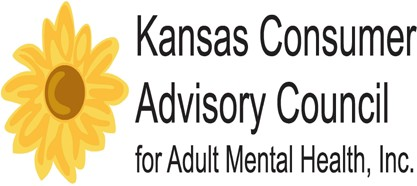 Kansas Consumer
Advisory Council
for Adult Mental Health, Inc.